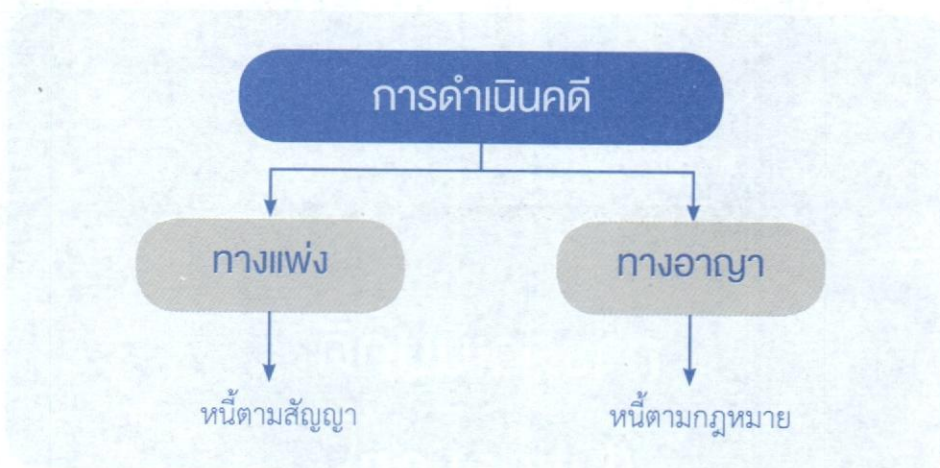 การดำเนินคดี
ทางแพ่ง
ทางอาญา
หนี้ตามสัญญา
หนี้ตามกฎหมาย